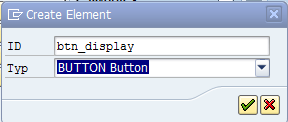 Create Element
ID btn_display
Typ BUTTON Button